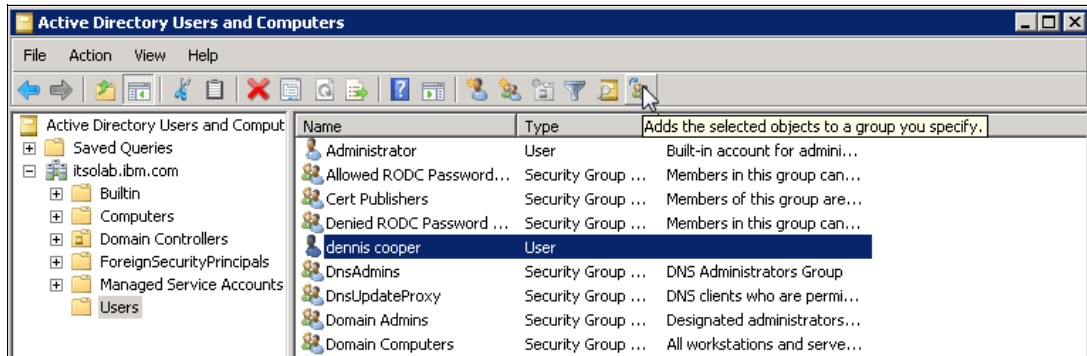 Active Directory Users and Computers
File Action View Help
Active Directory Users and Comput
Name Type
Adds the selected objects to a group you specify.
Saved Queries
Administrator User Built-in account for admini...
itsolab.ibm.com
Allowed RODC Password... Security Group ... Members in this group can...
Builtin
Cert Publishers Security Group ... Members of this group are...
Computers
Denied RODC Password ... Security Group ... Members in this group can...
Domain Controllers
dennis cooper User
ForeignSecurityPrincipals
DnsAdmins Security Group ... DNS Administrators Group
Managed Service Accounts
DnsUpdateProxy Security Group ... DNS clients who are permi...
Users
Domain Admins Security Group ... Designated administrators...
Domain Computers Security Group ... All workstations and serve...